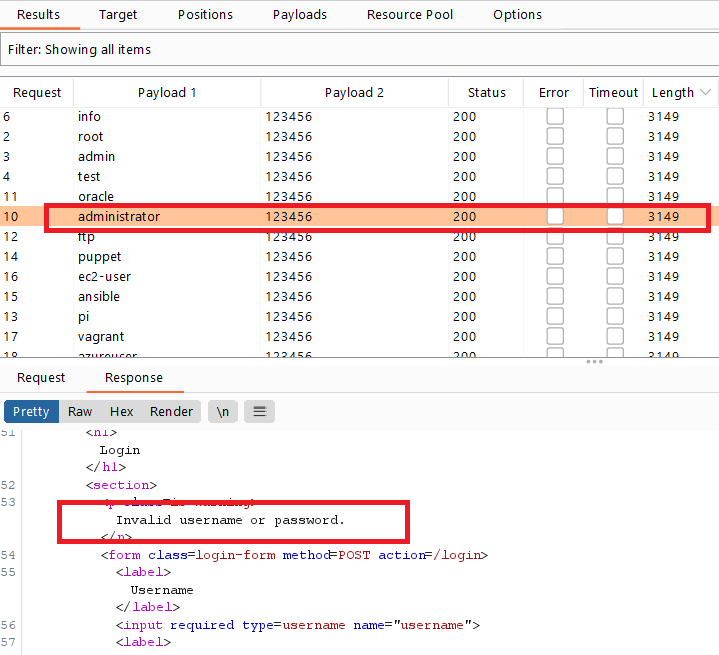 Results Target Positions Payloads Resource Pool Options
Filter: Showing all items
Request Payload 1 Payload 2 Status Error Timeout Length
6 info 123456 200 3149
2 root 123456 200 3149
3 admin 123456 200 3149
4 test 123456 200 3149
11 oracle 123456 200 3149
10 administrator 123456 200 3149
12 ftp 123456 200 3149
14 puppet 123456 200 3149
16 ec2-user 123456 200 3149
15 ansible 123456 200 3149
13 pi 123456 200 3149
17 vagrant 123456 200 3149
18 azureuser 123456 200 3149
Request Response
Pretty Raw Hex Render \n
51 <h1>
Login
</h1>
52 <section>
53 <p class=is-warning>
Invalid username or password.
</p>
54 <form class=login-form method=POST action=/login>
55 <label>
Username
</label>
56 <input required type=username name="username">
57 <label>